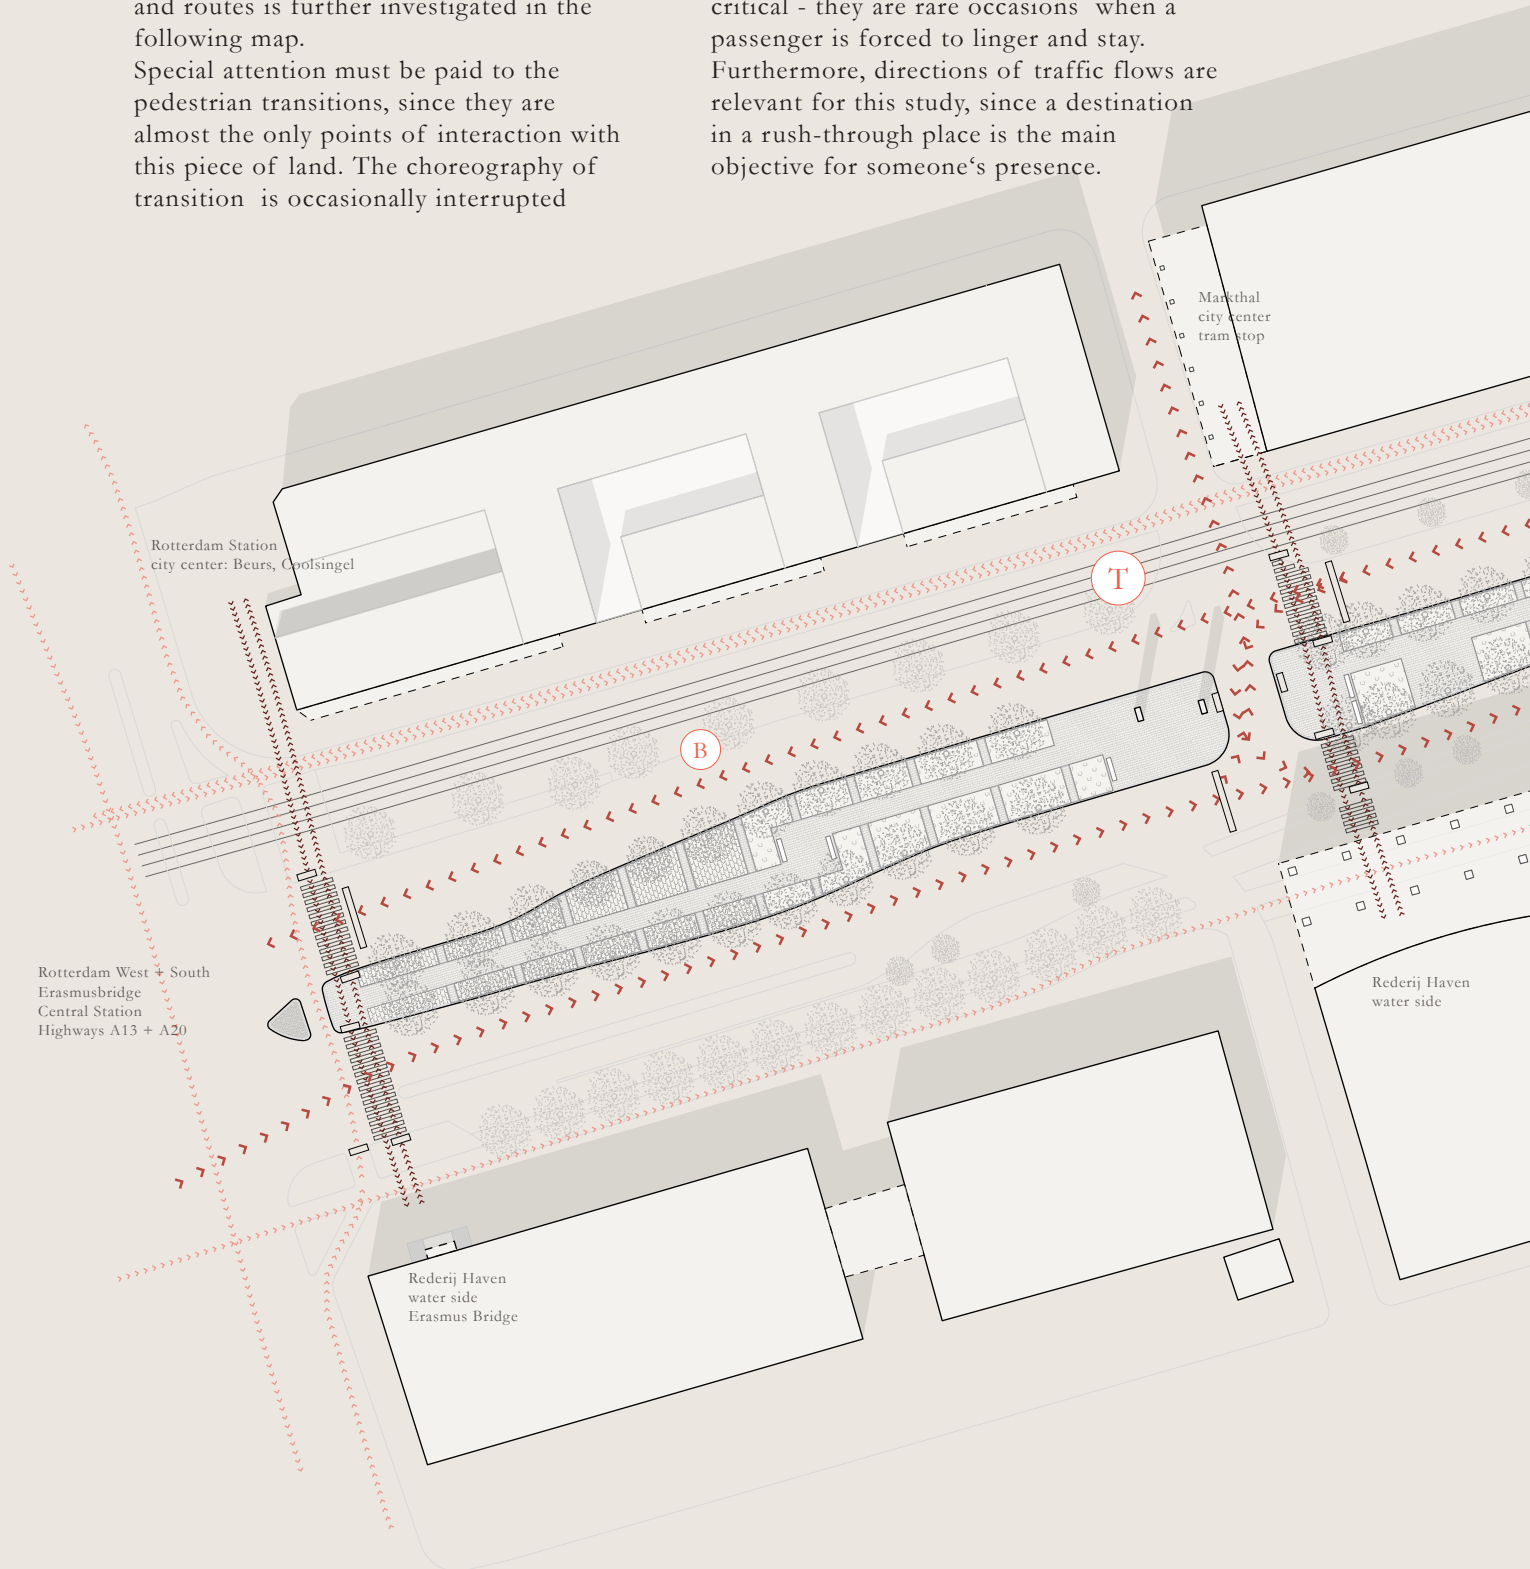 and routes is further investigated in the
following map.
Special attention must be paid to the
pedestrian transitions, since they are
almost the only points of interaction with
this piece of land. The choreography of
transition is occasionally interrupted
critical - they are rare occasions when a
passenger is forced to linger and stay.
Furthermore, directions of traffic flows are
relevant for this study, since a destination
in a rush-through place is the main
objective for someone‘s presence.
Markthal
city center
tram stop
Rotterdam Station
city center: Beurs, Coolsingel
T
B
Rotterdam West + South
Erasmusbridge
Central Station
Highways A13 + A20
Rederij Haven
water side
Rederij Haven
water side
Erasmus Bridge